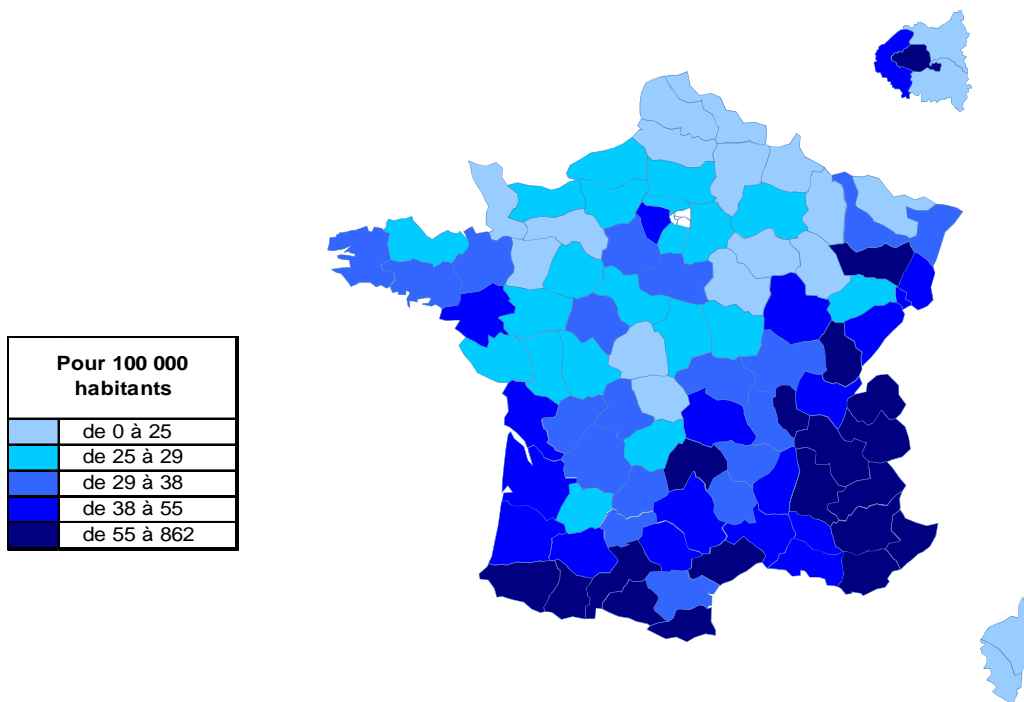 Pour 100 000
habitants
de 0 à 25
de 25 à 29
de 29 à 38
de 38 à 55
de 55 à 862